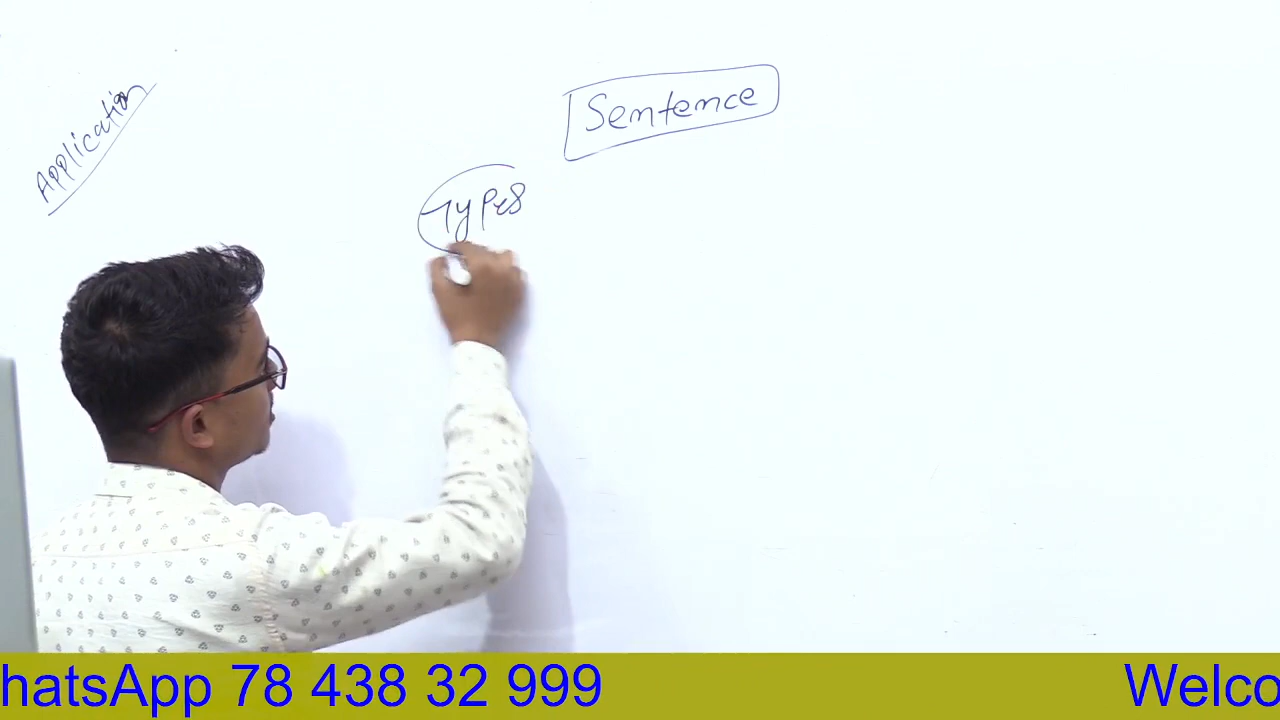 Application
Sentence
Types
hatsApp 78 438 32 999
Welco